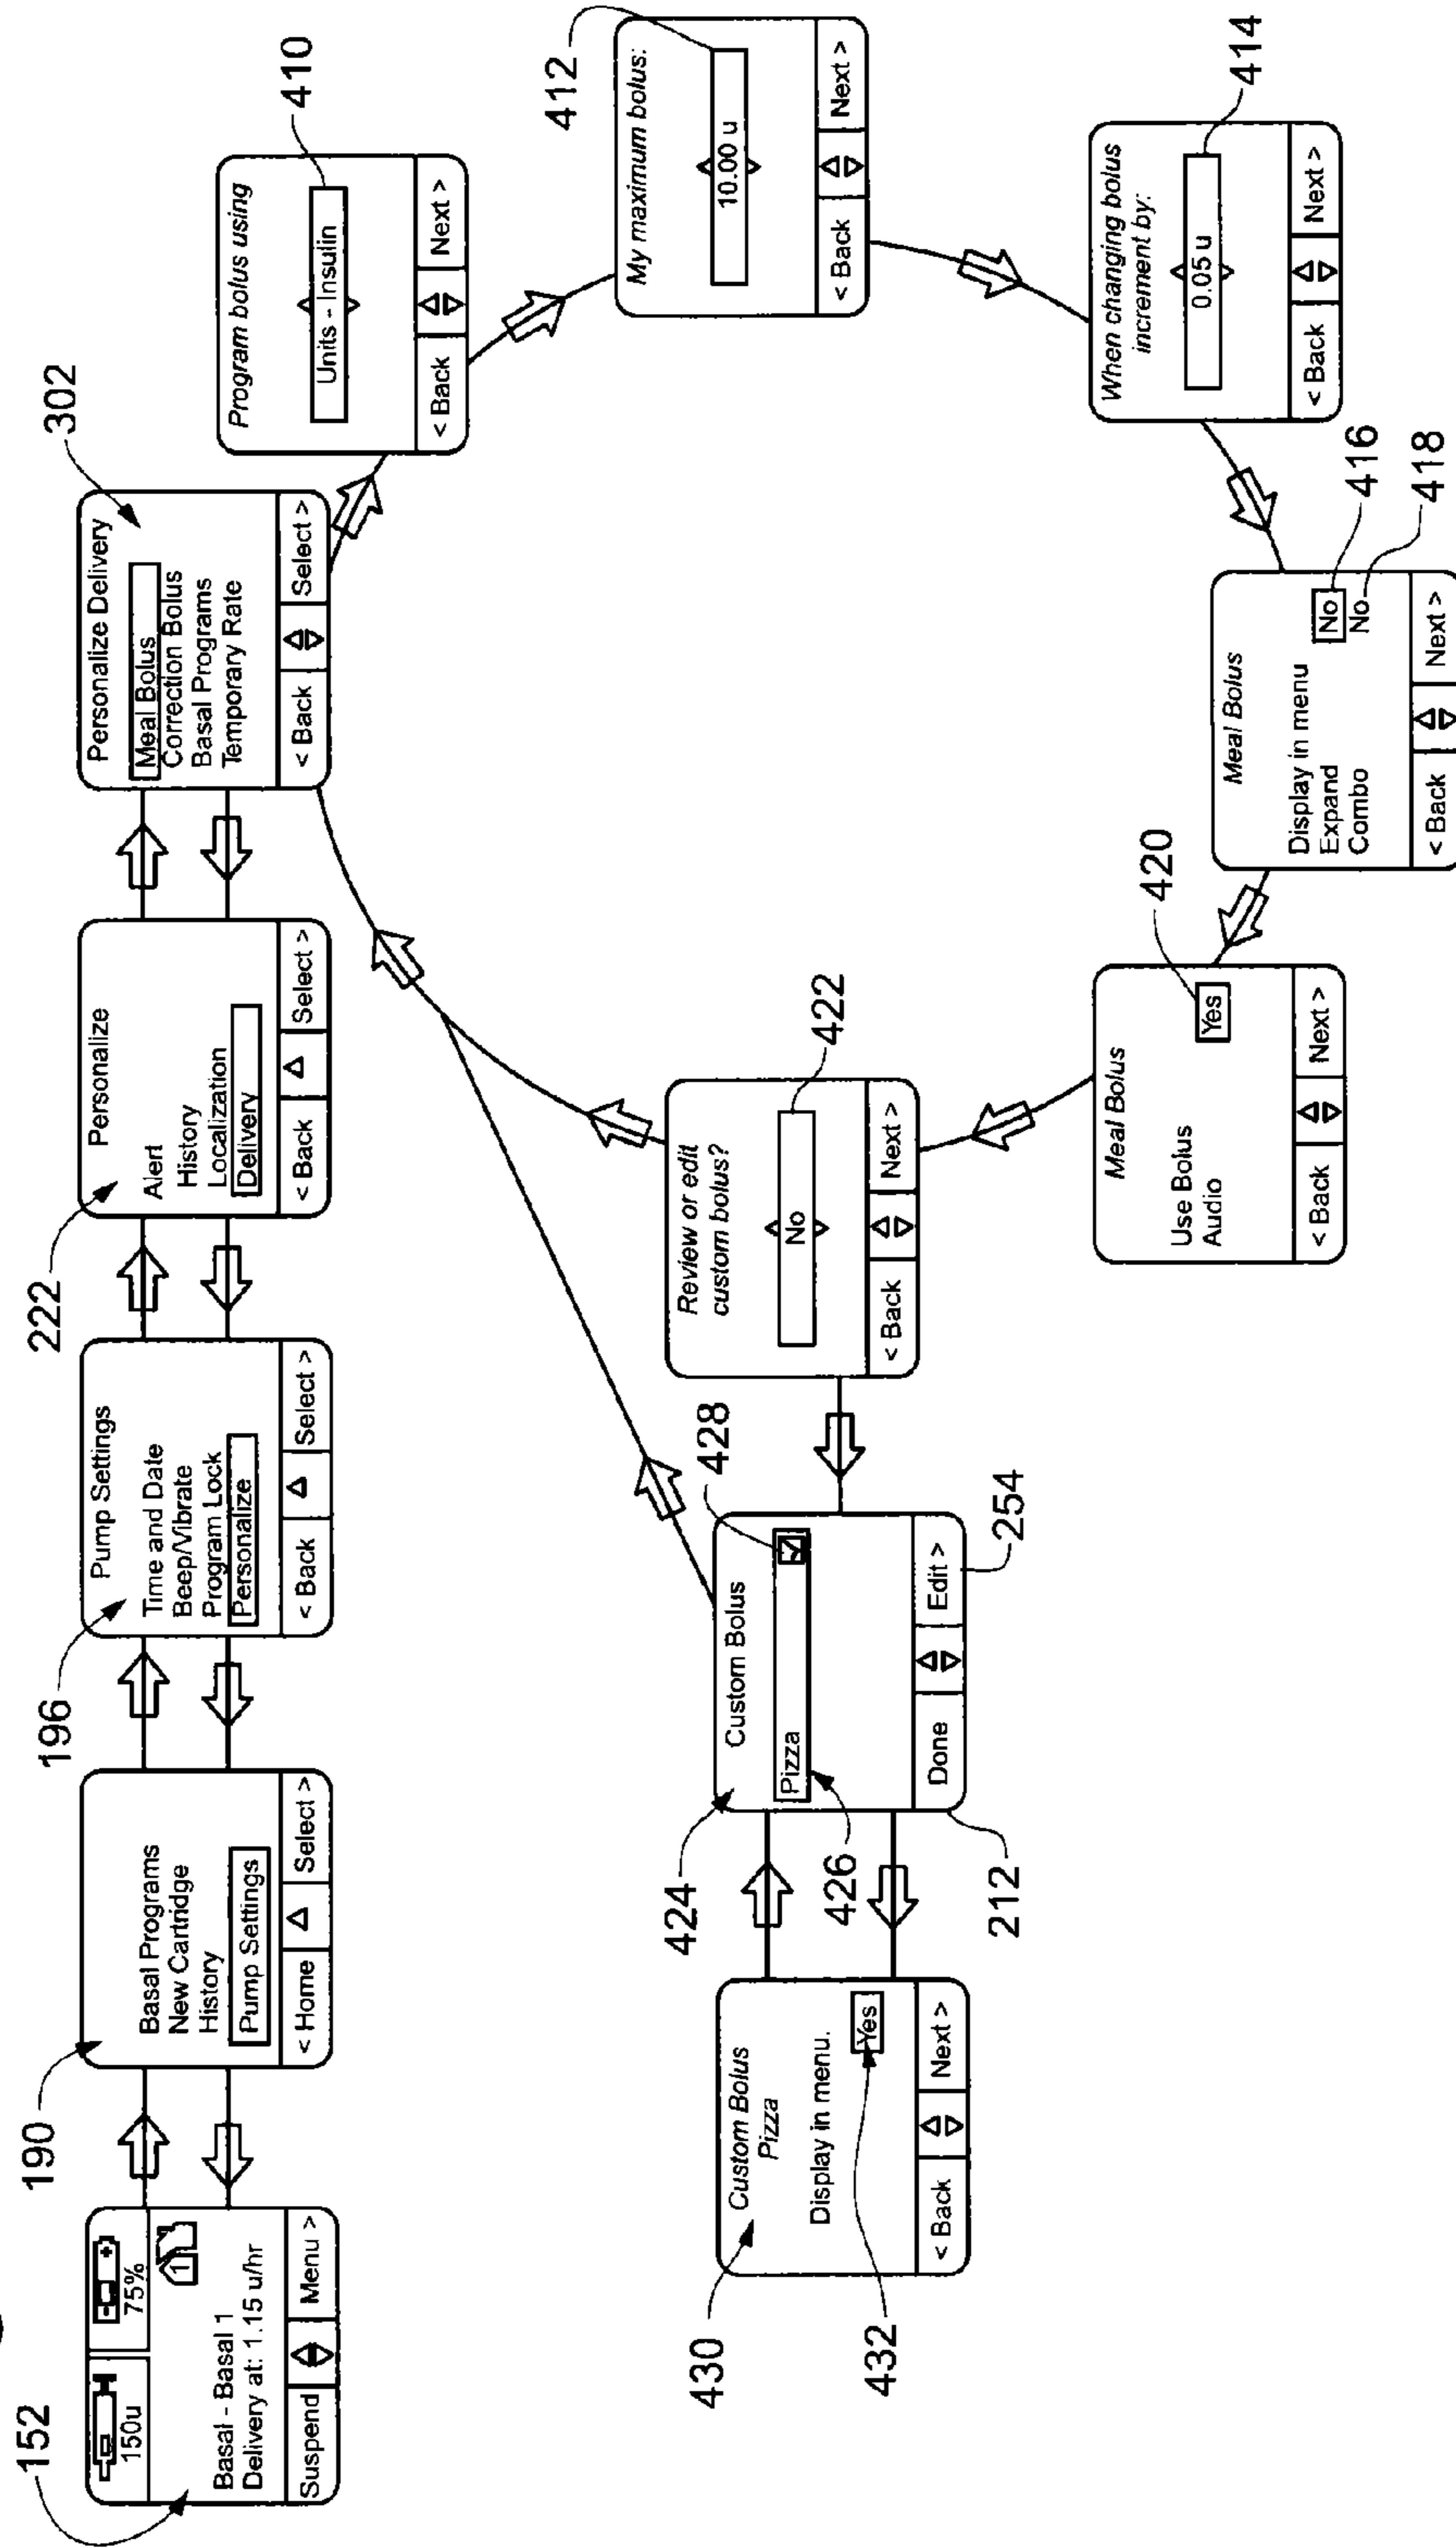 152
150u
75%
1
Basal - Basal 1
Delivery at: 1.15 u/hr
Suspend
Menu >
190
Basal Programs
New Cartridge
History
Pump Settings
< Home
Select >
196
Pump Settings
Time and Date
Beep/Vibrate
Program Lock
Personalize
< Back
Select >
222
Personalize
Alert
History
Localization
Delivery
< Back
Select >
302
Personalize Delivery
Meal Bolus
Correction Bolus
Basal Programs
Temporary Rate
< Back
Select >
410
Program bolus using
Units - Insulin
< Back
Next >
412
My maximum bolus:
10.00 u
< Back
Next >
414
When changing bolus
increment by:
0.05 u
< Back
Next >
Meal Bolus
Display in menu
Expand No
Combo No
416
418
< Back
Next >
420
Meal Bolus
Use Bolus
Audio
Yes
< Back
Next >
422
Review or edit
custom bolus?
No
< Back
Next >
424
428
Custom Bolus
Pizza
426
Done
Edit >
212
254
430
Custom Bolus
Pizza
Display in menu.
Yes
432
< Back
Next >